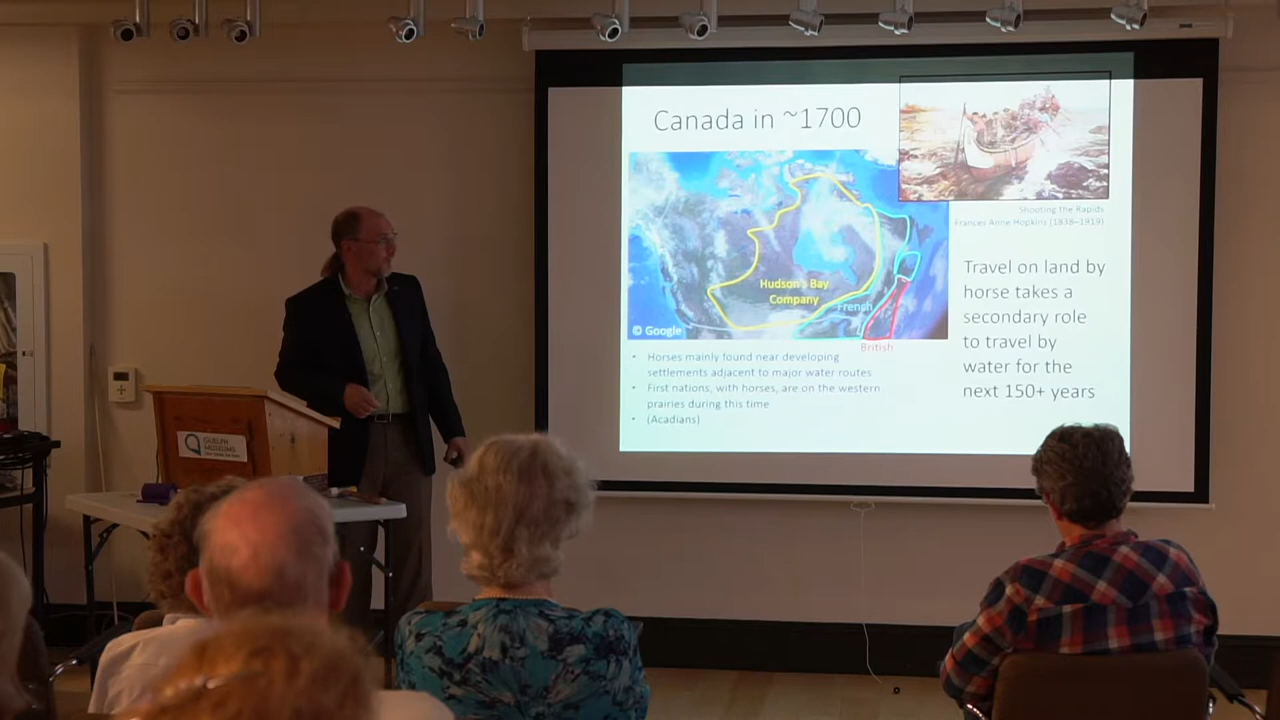 Canada in ~1700
Shooting the Rapids
Frances Anne Hopkins (1838–1919)
Hudson's Bay
Company
French
© Google
British
Travel on land by
horse takes a
secondary role
to travel by
water for the
next 150+ years
• Horses mainly found near developing
settlements adjacent to major water routes
• First nations, with horses, are on the western
prairies during this time
• (Acadians)
GUELPH
MUSEUMS